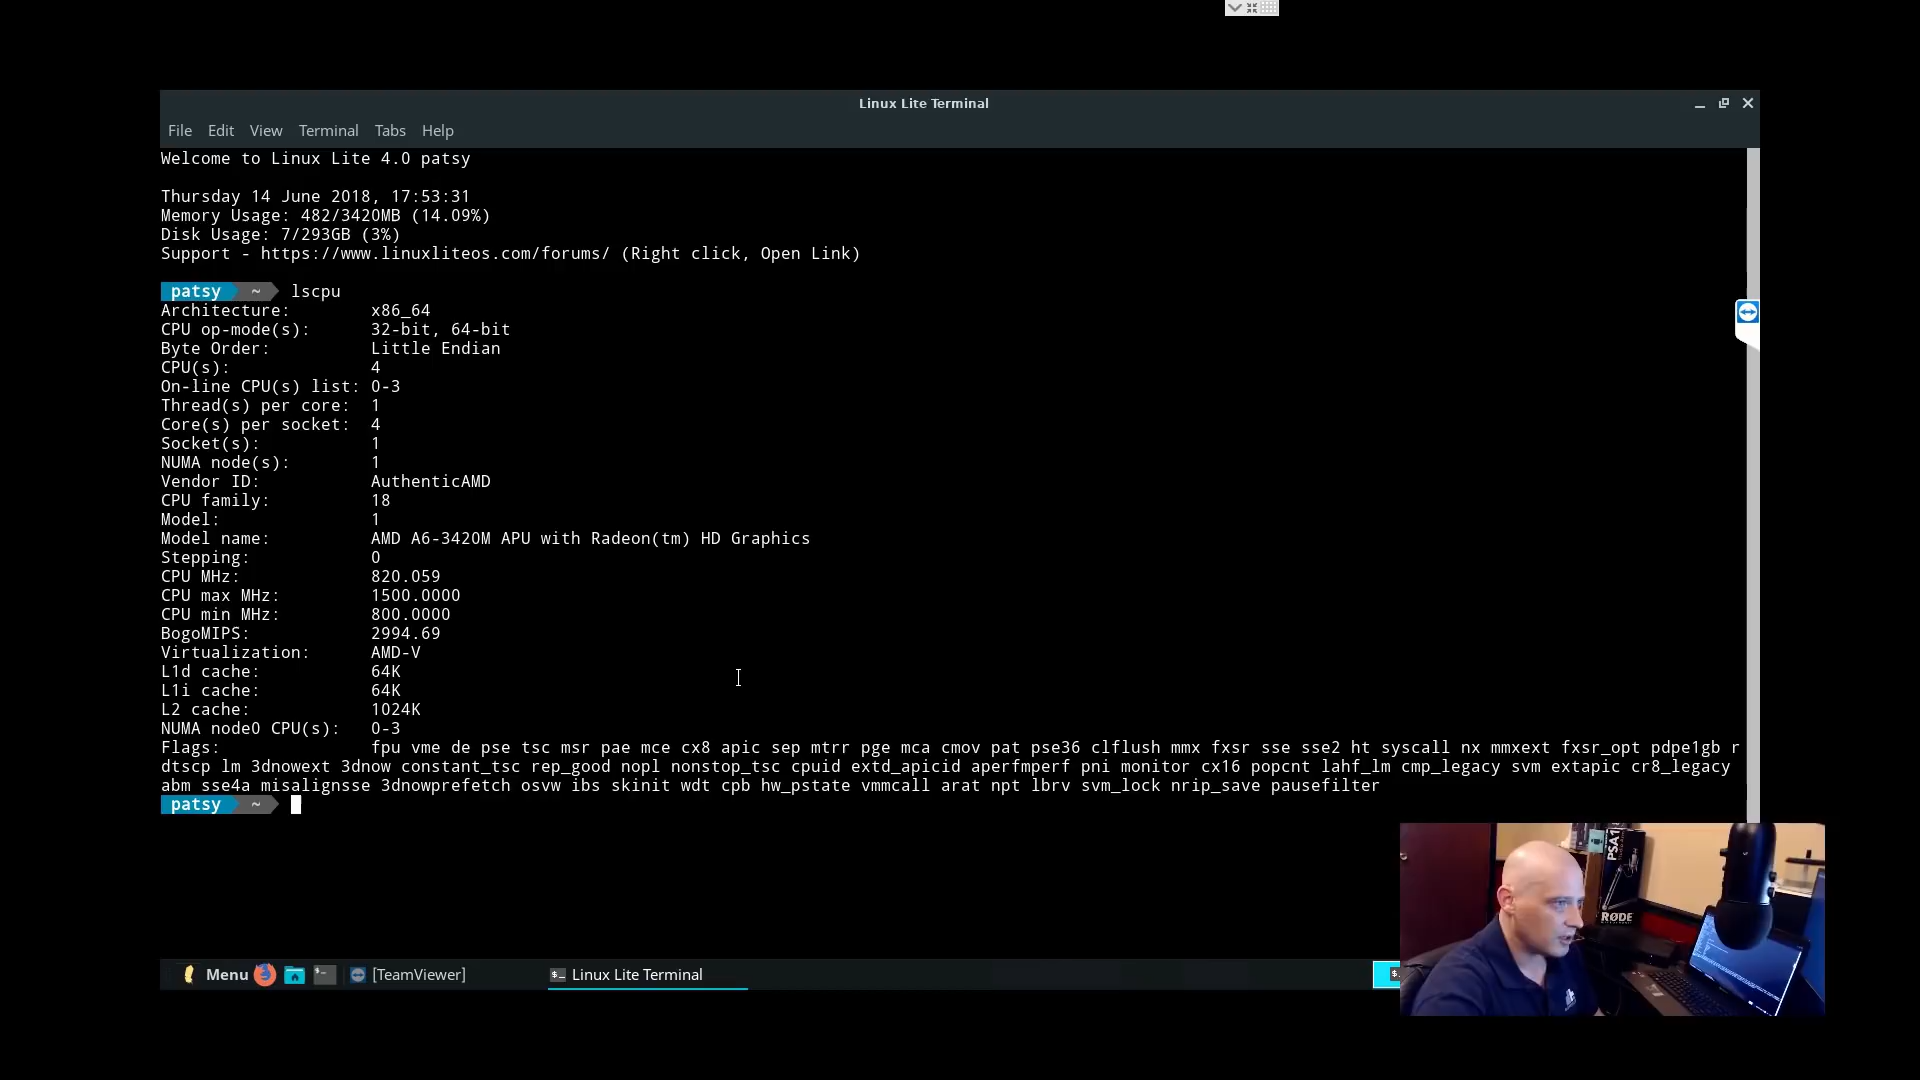 Linux Lite Terminal
File Edit View Terminal Tabs Help
Welcome to Linux Lite 4.0 patsy
Thursday 14 June 2018, 17:53:31
Memory Usage: 482/3420MB (14.09%)
Disk Usage: 7/293GB (3%)
Support - https://www.linuxliteos.com/forums/ (Right click, Open Link)
patsy ~ lscpu
Architecture: x86_64
CPU op-mode(s): 32-bit, 64-bit
Byte Order: Little Endian
CPU(s): 4
On-line CPU(s) list: 0-3
Thread(s) per core: 1
Core(s) per socket: 4
Socket(s): 1
NUMA node(s): 1
Vendor ID: AuthenticAMD
CPU family: 18
Model: 1
Model name: AMD A6-3420M APU with Radeon(tm) HD Graphics
Stepping: 0
CPU MHz: 820.059
CPU max MHz: 1500.0000
CPU min MHz: 800.0000
BogoMIPS: 2994.69
Virtualization: AMD-V
L1d cache: 64K
L1i cache: 64K
L2 cache: 1024K
NUMA node0 CPU(s): 0-3
Flags: fpu vme de pse tsc msr pae mce cx8 apic sep mtrr pge mca cmov pat pse36 clflush mmx fxsr sse sse2 ht syscall nx mmxext fxsr_opt pdpe1gb r
dtscp lm 3dnowext 3dnow constant_tsc rep_good nopl nonstop_tsc cpuid extd_apicid aperfmperf pni monitor cx16 popcnt lahf_lm cmp_legacy svm extapic cr8_legacy
abm sse4a misalignsse 3dnowprefetch osvw ibs skinit wdt cpb hw_pstate vmmcall arat npt lbrv svm_lock nrip_save pausefilter
patsy ~
PSA1
RØDE
Menu [TeamViewer] Linux Lite Terminal